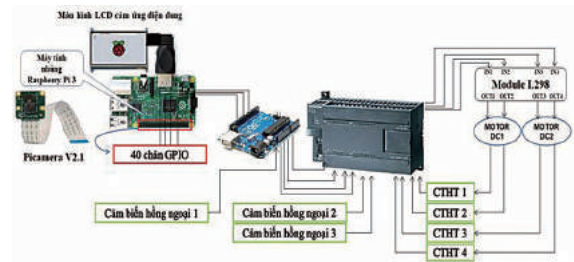 Màn hình LCD cảm ứng điện dung
Máy tính
nhúng
Raspberry Pi 3
Picamera V2.1
40 chân GPIO
Cảm biến hồng ngoại 1
Cảm biến hồng ngoại 2
Cảm biến hồng ngoại 3
IN1 IN2 IN3 IN4
Module L298
OUT1 OUT2 OUT3 OUT4
MOTOR
DC1
MOTOR
DC2
CTHT 1
CTHT 2
CTHT 3
CTHT 4